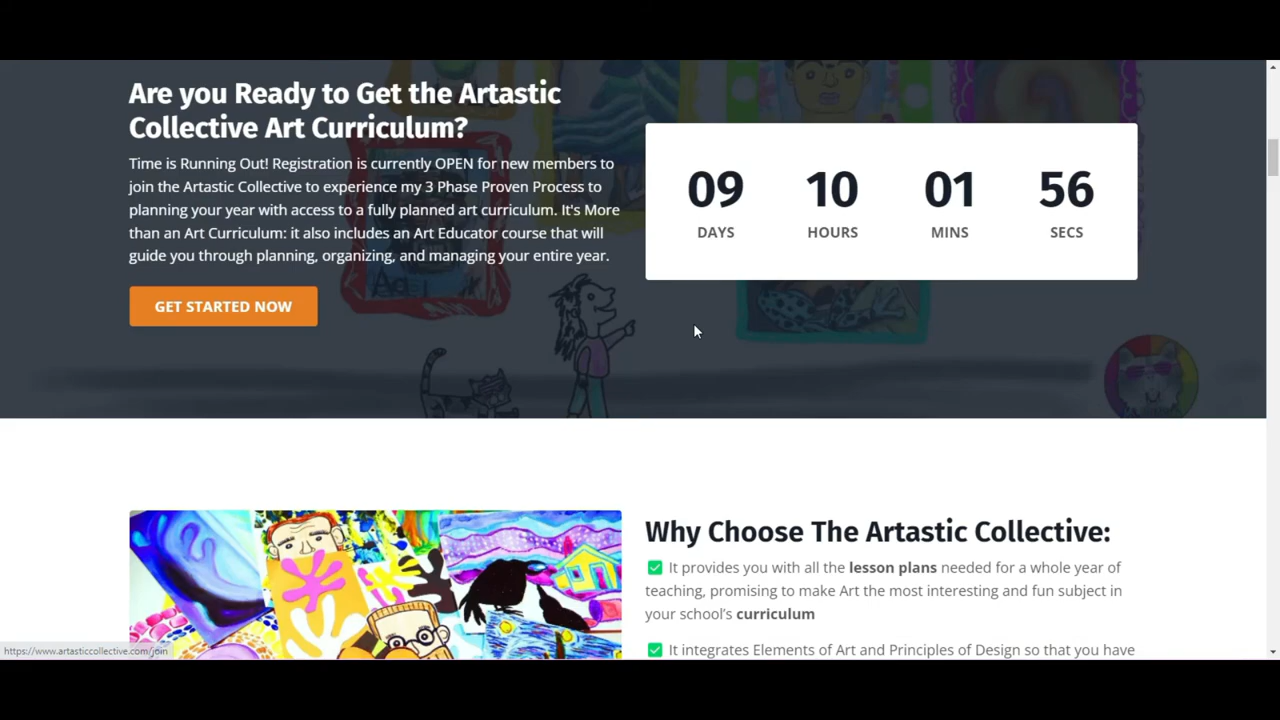 Are you Ready to Get the Artastic
Collective Art Curriculum?
Time is Running Out! Registration is currently OPEN for new members to
join the Artastic Collective to experience my 3 Phase Proven Process to
planning your year with access to a fully planned art curriculum. It's More
than an Art Curriculum: it also includes an Art Educator course that will
guide you through planning, organizing, and managing your entire year.
GET STARTED NOW
09 10 01 56
DAYS HOURS MINS SECS
Why Choose The Artastic Collective:
It provides you with all the lesson plans needed for a whole year of
teaching, promising to make Art the most interesting and fun subject in
your school's curriculum
It integrates Elements of Art and Principles of Design so that you have
https://www.artasticcollective.com/join